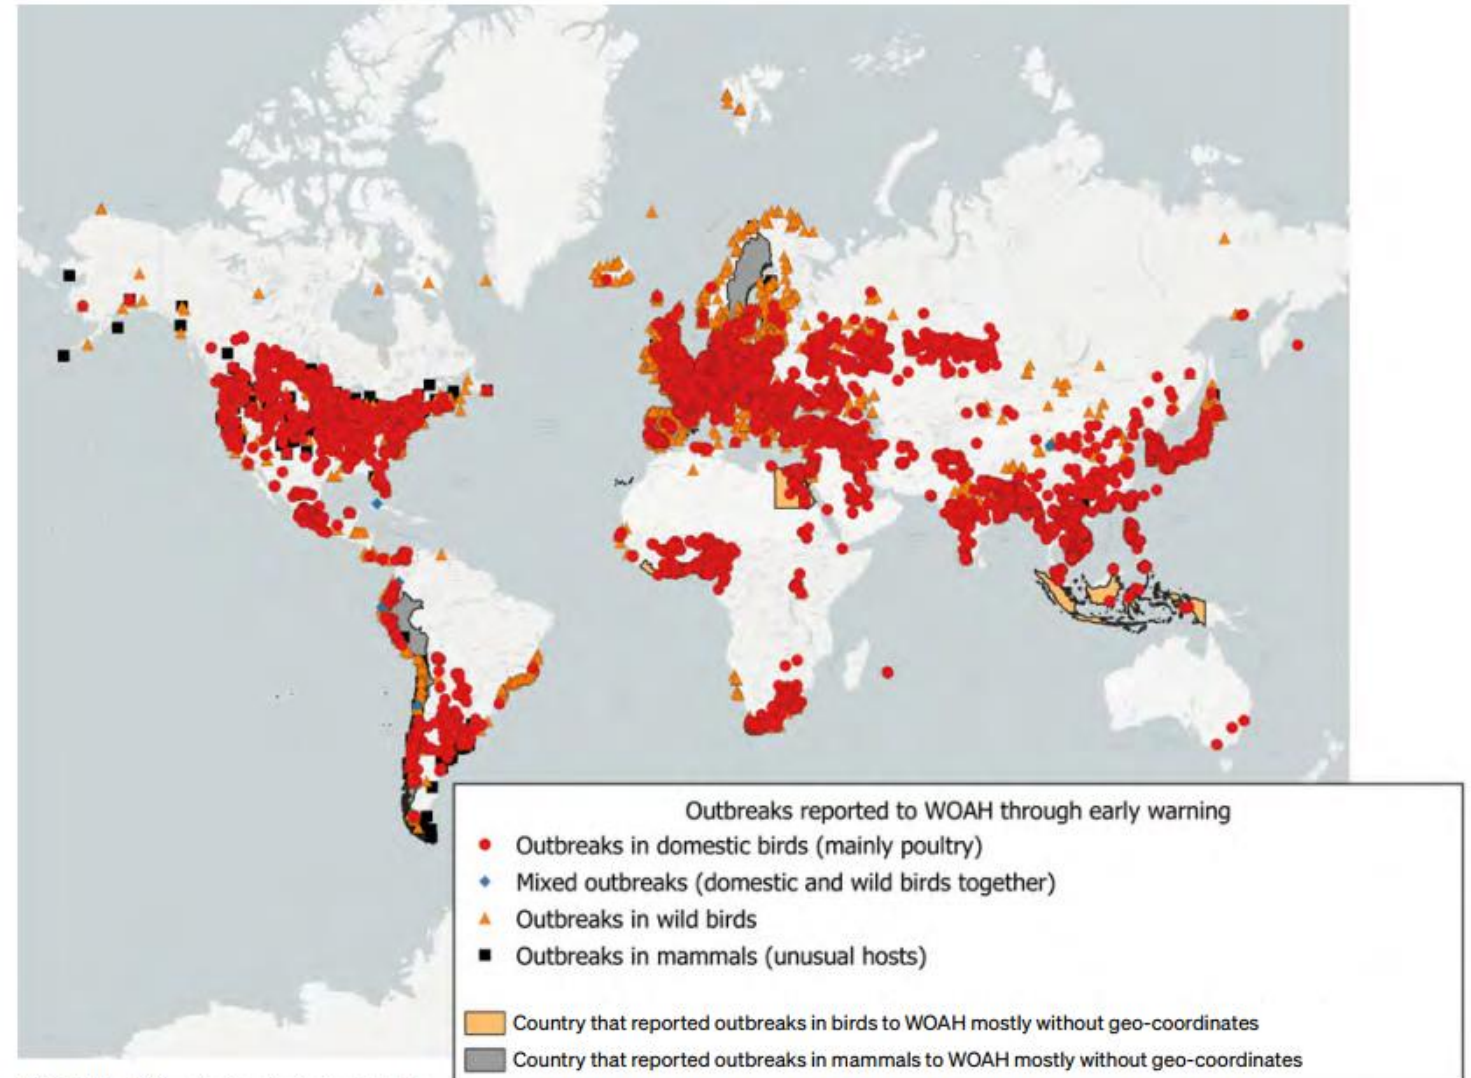 Outbreaks reported to WOAH through early warning
Outbreaks in domestic birds (mainly poultry)
Mixed outbreaks (domestic and wild birds together)
Outbreaks in wild birds
Outbreaks in mammals (unusual hosts)
Country that reported outbreaks in birds to WOAH mostly without geo-coordinates
Country that reported outbreaks in mammals to WOAH mostly without geo-coordinates